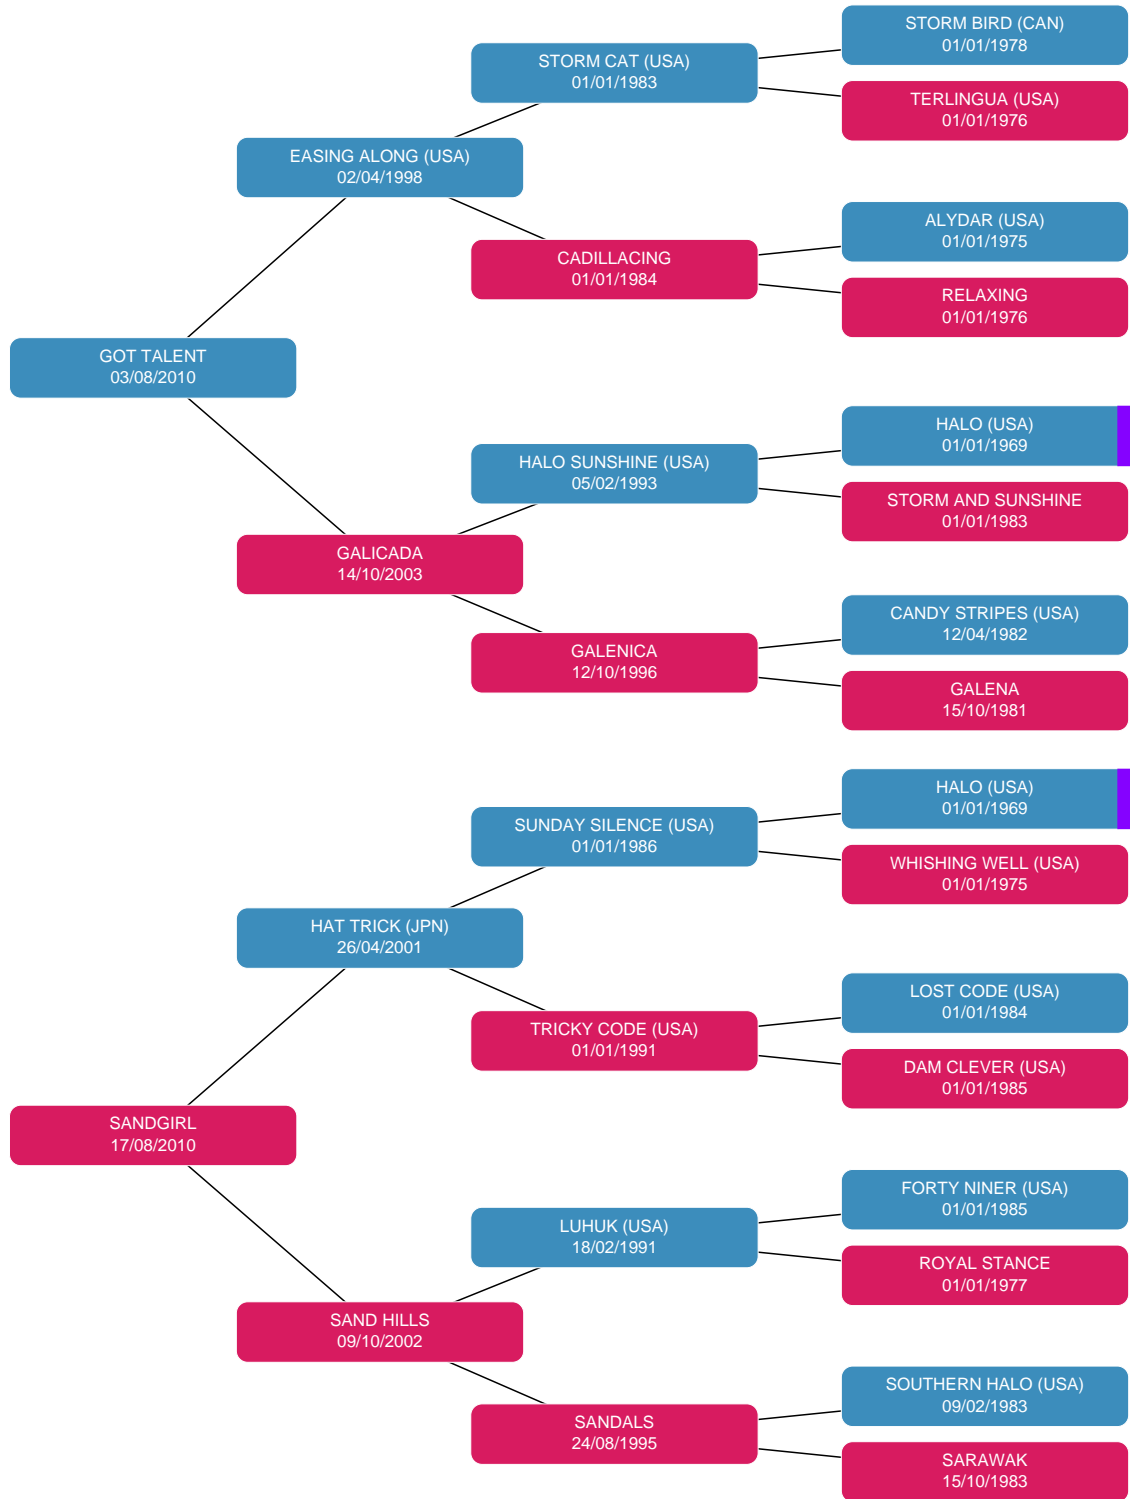 STORM BIRD (CAN)
01/01/1978
STORM CAT (USA)
01/01/1983
TERLINGUA (USA)
01/01/1976
EASING ALONG (USA)
02/04/1998
ALYDAR (USA)
01/01/1975
CADILLACING
01/01/1984
RELAXING
01/01/1976
GOT TALENT
03/08/2010
HALO (USA)
01/01/1969
HALO SUNSHINE (USA)
05/02/1993
STORM AND SUNSHINE
01/01/1983
GALICADA
14/10/2003
CANDY STRIPES (USA)
12/04/1982
GALENICA
12/10/1996
GALENA
15/10/1981
HALO (USA)
01/01/1969
SUNDAY SILENCE (USA)
01/01/1986
WHISHING WELL (USA)
01/01/1975
HAT TRICK (JPN)
26/04/2001
LOST CODE (USA)
01/01/1984
TRICKY CODE (USA)
01/01/1991
DAM CLEVER (USA)
01/01/1985
SANDGIRL
17/08/2010
FORTY NINER (USA)
01/01/1985
LUHUK (USA)
18/02/1991
ROYAL STANCE
01/01/1977
SAND HILLS
09/10/2002
SOUTHERN HALO (USA)
09/02/1983
SANDALS
24/08/1995
SARAWAK
15/10/1983